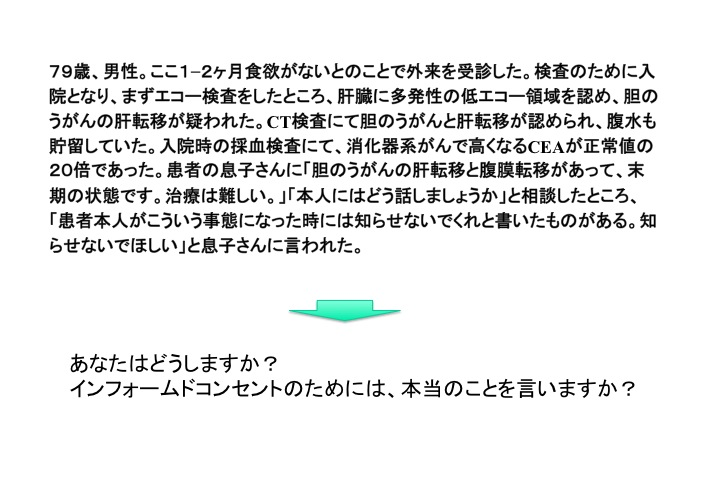 ７９歳、男性。ここ１−２ヶ月食欲がないとのことで外来を受診した。検査のために入
院となり、まずエコー検査をしたところ、肝臓に多発性の低エコー領域を認め、胆の
うがんの肝転移が疑われた。CT検査にて胆のうがんと肝転移が認められ、腹水も
貯留していた。入院時の採血検査にて、消化器系がんで高くなるCEAが正常値の
２０倍であった。患者の息子さんに「胆のうがんの肝転移と腹膜転移があって、末
期の状態です。治療は難しい。」「本人にはどう話しましょうか」と相談したところ、
「患者本人がこういう事態になった時には知らせないでくれと書いたものがある。知
らせないでほしい」と息子さんに言われた。
あなたはどうしますか？
インフォームドコンセントのためには、本当のことを言いますか？